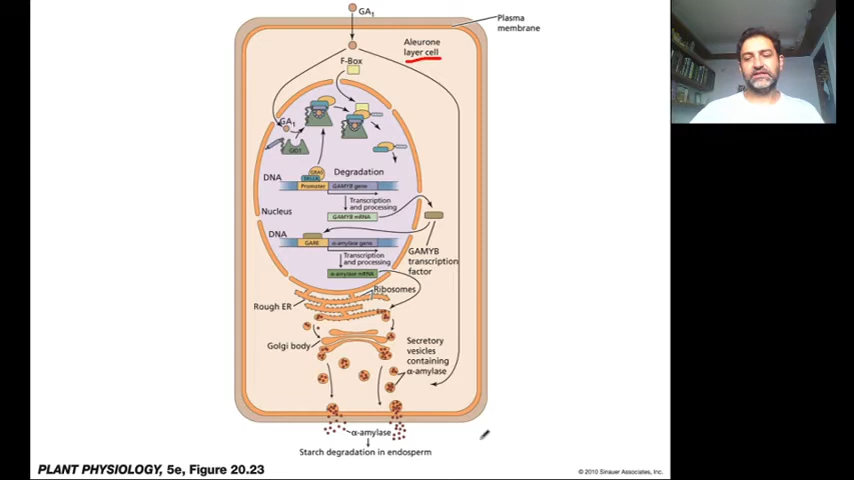 GA1
Plasma
membrane
Aleurone
layer cell
F-Box
GA1
GID1
DNA
Degradation
Promoter
GAMYB gene
Transcription
and processing
Nucleus
GAMYB mRNA
DNA
GARE
α-amylase gene
GAMYB
transcription
factor
Transcription
and processing
α-amylase mRNA
Ribosomes
Rough ER
Golgi body
Secretory
vesicles
containing
α-amylase
α-amylase
Starch degradation in endosperm
PLANT PHYSIOLOGY, 5e, Figure 20.23
© 2010 Sinauer Associates, Inc.